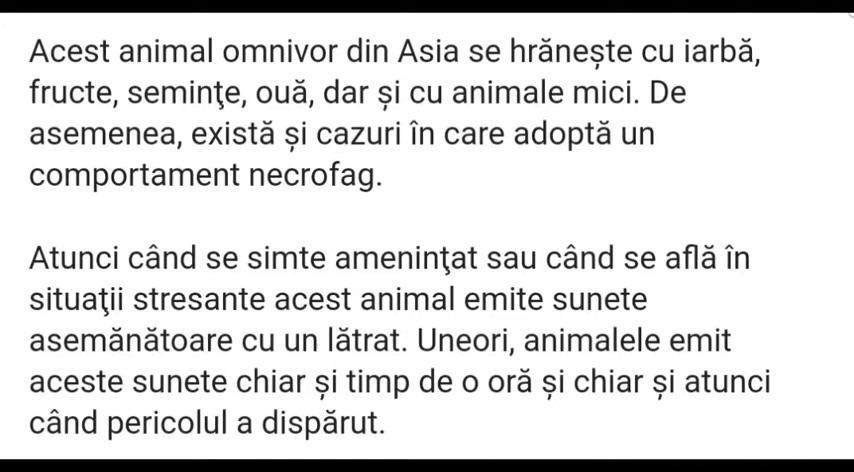 Acest animal omnivor din Asia se hrănește cu iarbă,
fructe, seminţe, ouă, dar și cu animale mici. De
asemenea, există și cazuri în care adoptă un
comportament necrofag.
Atunci când se simte ameninţat sau când se află în
situaţii stresante acest animal emite sunete
asemănătoare cu un lătrat. Uneori, animalele emit
aceste sunete chiar și timp de o oră și chiar și atunci
când pericolul a dispărut.